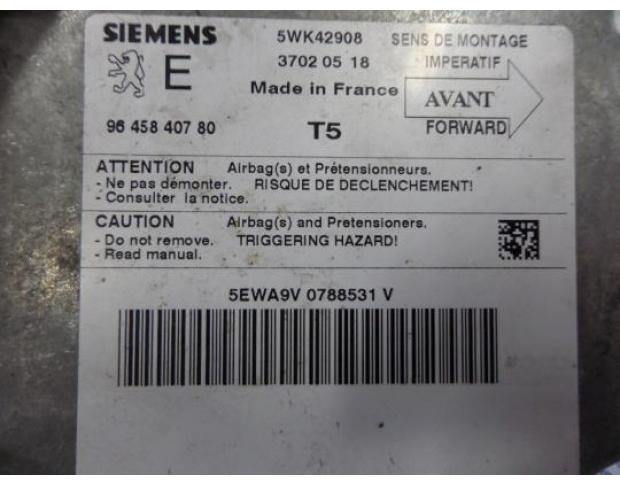 SIEMENS 5WK42908 SENS DE MONTAGE
E 3702 05 18 IMPERATIF
Made in France AVANT
96 458 407 80 T5 FORWARD
ATTENTION Airbag(s) et Prétensionneurs.
- Ne pas démonter. RISQUE DE DECLENCHEMENT!
- Consulter la notice.
CAUTION Airbag(s) and Pretensioners.
- Do not remove. TRIGGERING HAZARD!
- Read manual.
5EWA9V 0788531 V